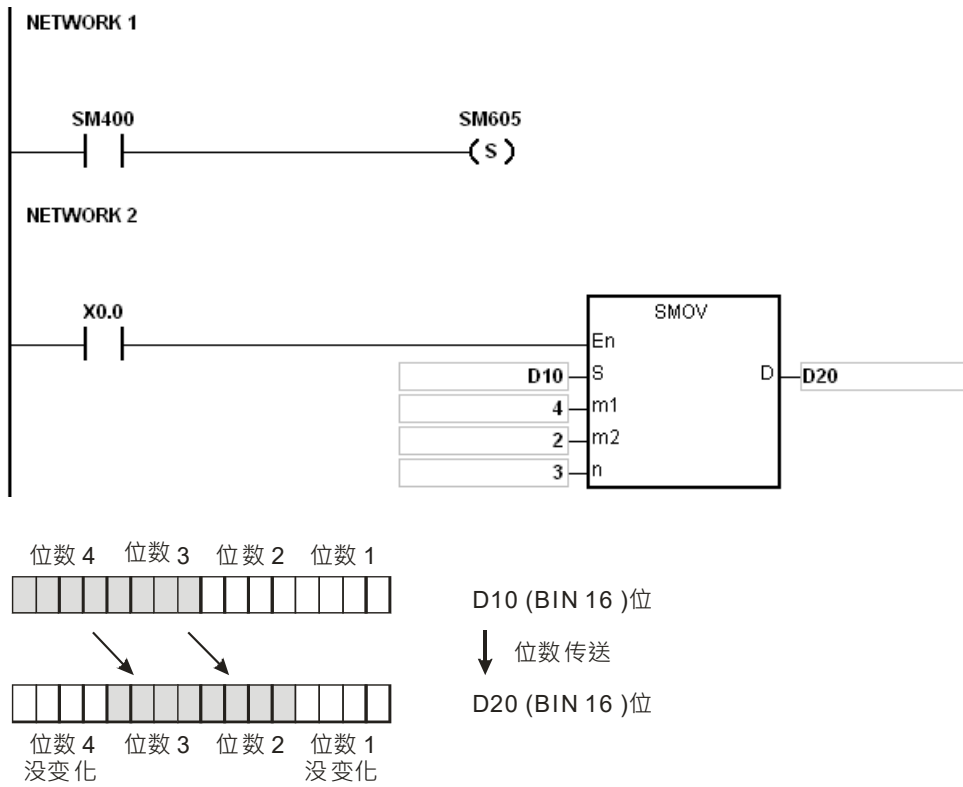 NETWORK 1
SM400
SM605
( S )
NETWORK 2
X0.0
SMOV
En
D10
S
D
D20
4
m1
2
m2
3
n
位数 4 位数 3 位数 2 位数 1
D10 (BIN 16 )位
位数传送
D20 (BIN 16 )位
位数 4 位数 3 位数 2 位数 1
没变化 没变化